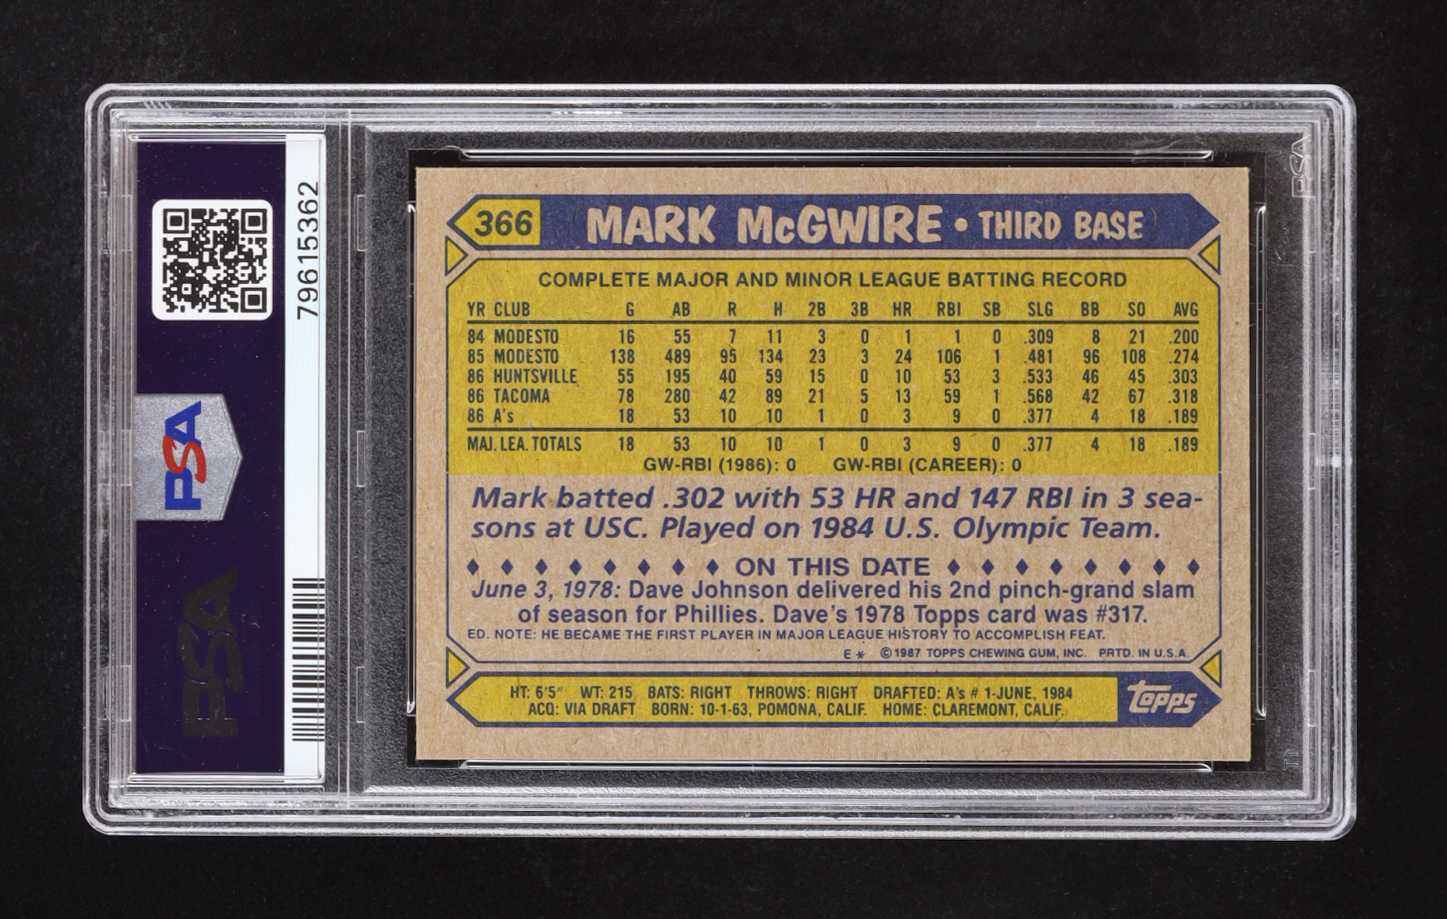 79615362
PSA
PSA
PSA
366
MARK McGWIRE • THIRD BASE
COMPLETE MAJOR AND MINOR LEAGUE BATTING RECORD
YR CLUB G AB R H 2B 3B HR RBI SB SLG BB SO AVG
84 MODESTO 16 55 7 11 3 0 1 1 0 .309 8 21 .200
85 MODESTO 138 489 95 134 23 3 24 106 1 .481 96 108 .274
86 HUNTSVILLE 55 195 40 59 15 0 10 53 3 .533 46 45 .303
86 TACOMA 78 280 42 89 21 5 13 59 1 .568 42 67 .318
86 A's 18 53 10 10 1 0 3 9 0 .377 4 18 .189
MAJ. LEA. TOTALS 18 53 10 10 1 0 3 9 0 .377 4 18 .189
GW-RBI (1986): 0 GW-RBI (CAREER): 0
Mark batted .302 with 53 HR and 147 RBI in 3 sea-
sons at USC. Played on 1984 U.S. Olympic Team.
♦ ♦ ♦ ♦ ♦ ♦ ♦ ♦ ON THIS DATE ♦ ♦ ♦ ♦ ♦ ♦ ♦ ♦
June 3, 1978: Dave Johnson delivered his 2nd pinch-grand slam
of season for Phillies. Dave's 1978 Topps card was #317.
ED. NOTE: HE BECAME THE FIRST PLAYER IN MAJOR LEAGUE HISTORY TO ACCOMPLISH FEAT.
E* ©1987 TOPPS CHEWING GUM, INC. PRTD. IN U.S.A.
HT: 6'5" WT: 215 BATS: RIGHT THROWS: RIGHT DRAFTED: A's # 1-JUNE, 1984
ACQ: VIA DRAFT BORN: 10-1-63, POMONA, CALIF. HOME: CLAREMONT, CALIF.
Topps